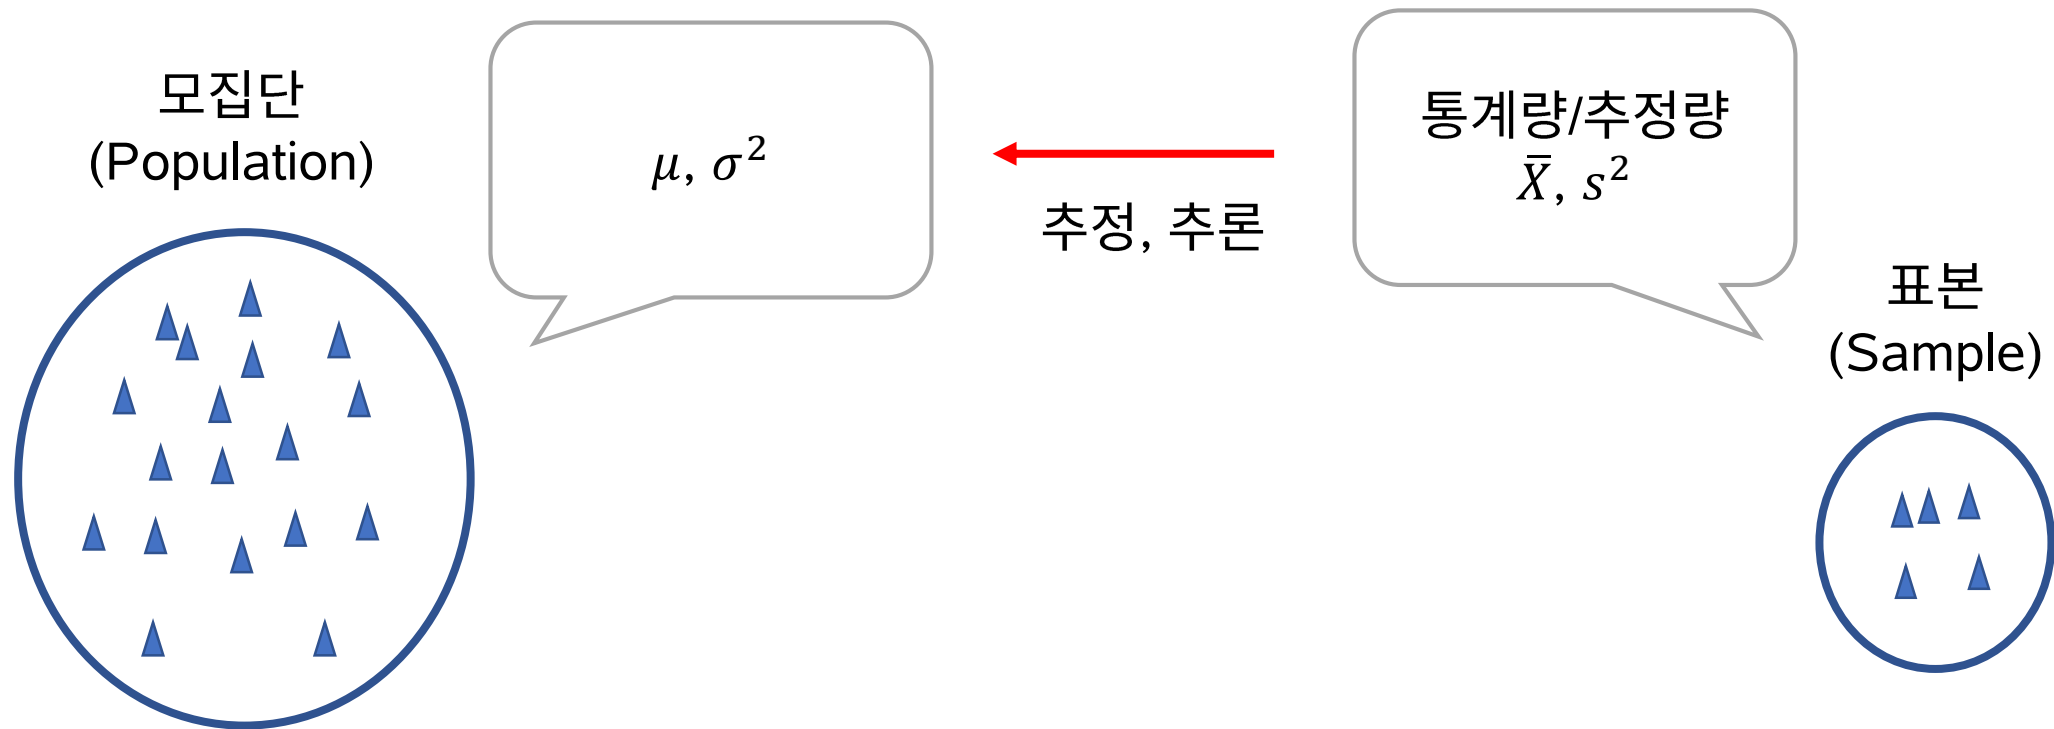 모집단
(Population)
μ, σ²
추정, 추론
통계량/추정량
X̄, s²
표본
(Sample)